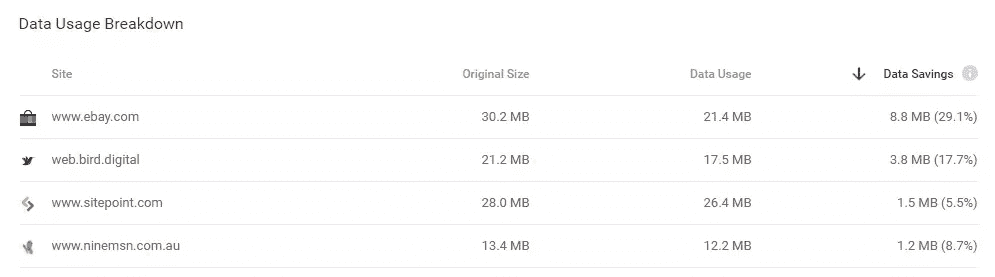 Data Usage Breakdown
Site Original Size Data Usage Data Savings
www.ebay.com 30.2 MB 21.4 MB 8.8 MB (29.1%)
web.bird.digital 21.2 MB 17.5 MB 3.8 MB (17.7%)
www.sitepoint.com 28.0 MB 26.4 MB 1.5 MB (5.5%)
www.ninemsn.com.au 13.4 MB 12.2 MB 1.2 MB (8.7%)